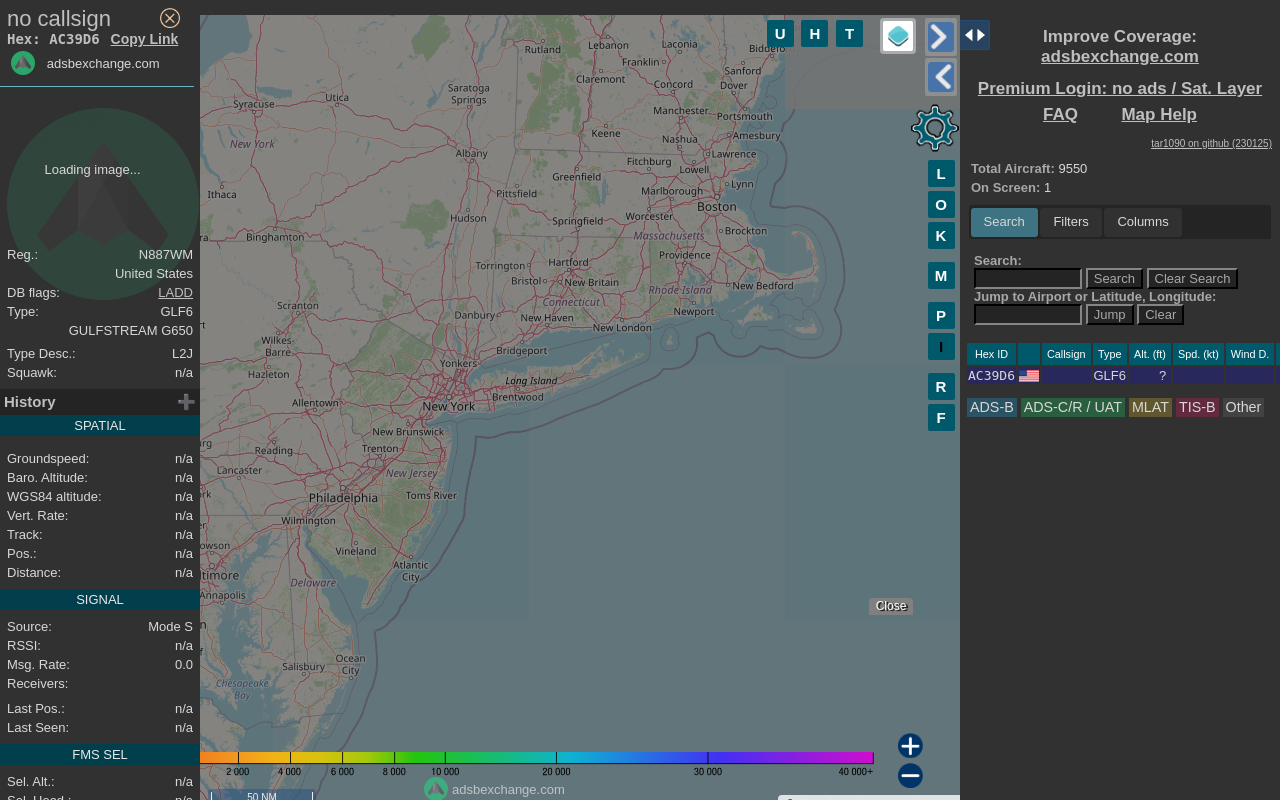 no callsign
Hex: AC39D6 Copy Link
adsbexchange.com
Loading image...
Reg.: N887WM
United States
DB flags: LADD
Type: GLF6
GULFSTREAM G650
Type Desc.: L2J
Squawk: n/a
History
SPATIAL
Groundspeed: n/a
Baro. Altitude: n/a
WGS84 altitude: n/a
Vert. Rate: n/a
Track: n/a
Pos.: n/a
Distance: n/a
SIGNAL
Source: Mode S
RSSI: n/a
Msg. Rate: 0.0
Receivers:
Last Pos.: n/a
Last Seen: n/a
FMS SEL
Sel. Alt.: n/a
Sel. Head.: n/a
U H T
Rutland
Lebanon
Laconia
Franklin
Claremont
Concord
Sanford
Dover
Saratoga
Springs
Utica
Syracuse
New York
Manchester
Portsmouth
Keene
Nashua
Amesbury
Albany
Fitchburg
Lawrence
Lowell
Greenfield
Marlborough
Lynn
Ithaca
Pittsfield
Boston
Hudson
Springfield
Worcester
Massachusetts
Brockton
Binghamton
Torrington
Hartford
Providence
Bristol
New Britain
Rhode Island
New Bedford
Connecticut
Scranton
Danbury
New Haven
New London
Newport
Wilkes-
Barre
Bridgeport
Hazleton
Yonkers
Long Island
Brentwood
Allentown
New York
New Brunswick
Reading
Trenton
Lancaster
New Jersey
Philadelphia
Toms River
Wilmington
Vineland
Atlantic
City
Delaware
Annapolis
Ocean
City
Salisbury
Chesapeake
Bay
L
O
K
M
P
I
R
F
Close
2 000 4 000 6 000 8 000 10 000 20 000 30 000 40 000+
adsbexchange.com
50 NM
Improve Coverage:
adsbexchange.com
Premium Login: no ads / Sat. Layer
FAQ Map Help
tar1090 on github (230125)
Total Aircraft: 9550
On Screen: 1
Search Filters Columns
Search:
Search Clear Search
Jump to Airport or Latitude, Longitude:
Jump Clear
Hex ID Callsign Type Alt. (ft) Spd. (kt) Wind D.
AC39D6 GLF6 ?
ADS-B ADS-C/R / UAT MLAT TIS-B Other